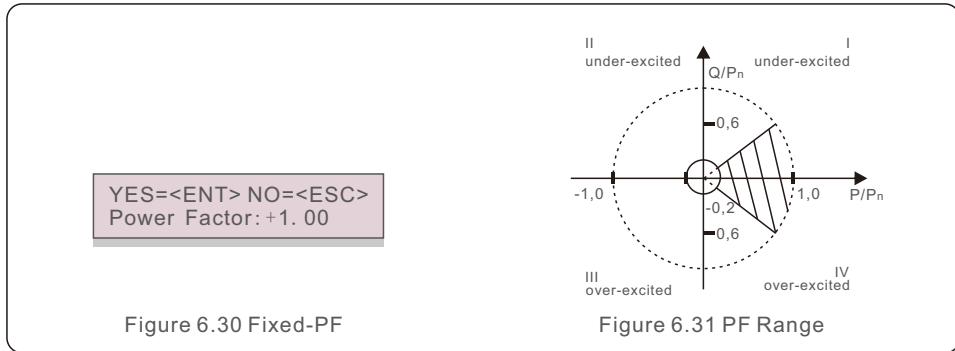 YES=<ENT> NO=<ESC>
Power Factor:+1.00
Figure 6.30 Fixed-PF
II
under-excited
I
under-excited
Q/Pn
0,6
-1,0
-0,2
1,0
P/Pn
0,6
III
over-excited
IV
over-excited
Figure 6.31 PF Range